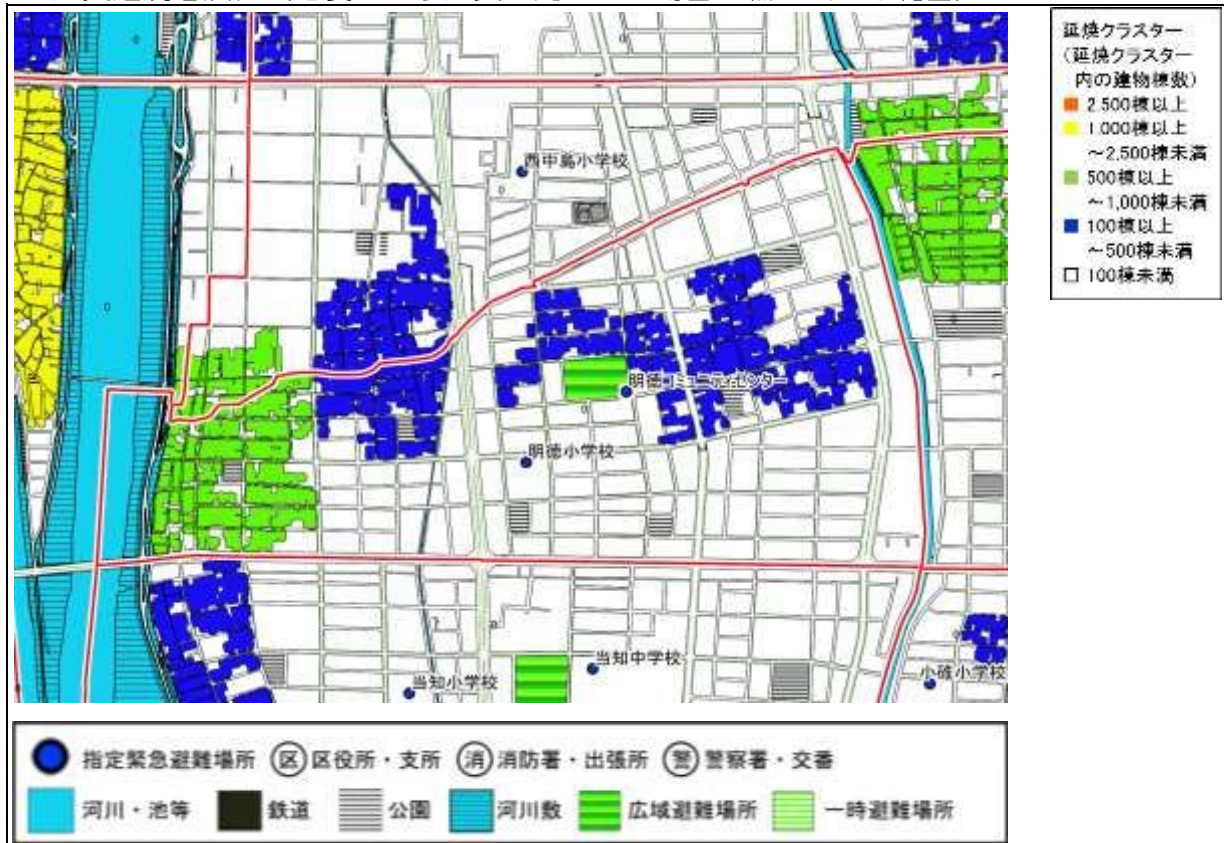 延焼クラスター
(延焼クラスター
内の建物棟数)
2,500棟以上
1,000棟以上
～2,500棟未満
500棟以上
～1,000棟未満
100棟以上
～500棟未満
100棟未満
西中島小学校
明徳コミュニティセンター
明徳小学校
当知中学校
当知小学校
小碓小学校
指定緊急避難場所 区 区役所・支所 消 消防署・出張所 警 警察署・交番
河川・池等 鉄道 公園 河川敷 広域避難場所 一時避難場所